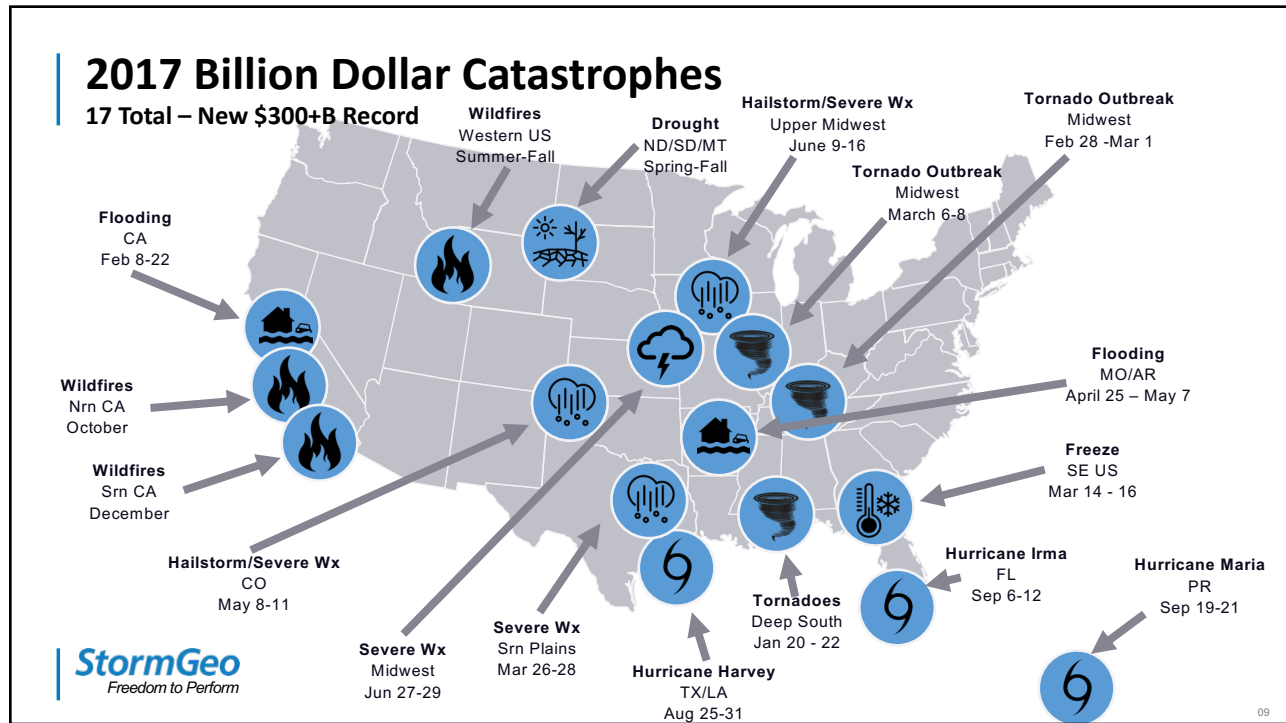 2017 Billion Dollar Catastrophes
17 Total – New $300+B Record
Wildfires
Western US
Summer-Fall
Drought
ND/SD/MT
Spring-Fall
Hailstorm/Severe Wx
Upper Midwest
June 9-16
Tornado Outbreak
Midwest
Feb 28 -Mar 1
Tornado Outbreak
Midwest
March 6-8
Flooding
CA
Feb 8-22
Flooding
MO/AR
April 25 – May 7
Wildfires
Nrn CA
October
Wildfires
Srn CA
December
Freeze
SE US
Mar 14 - 16
Hailstorm/Severe Wx
CO
May 8-11
Severe Wx
Midwest
Jun 27-29
Severe Wx
Srn Plains
Mar 26-28
Hurricane Harvey
TX/LA
Aug 25-31
Tornadoes
Deep South
Jan 20 - 22
Hurricane Irma
FL
Sep 6-12
Hurricane Maria
PR
Sep 19-21
StormGeo
Freedom to Perform
09